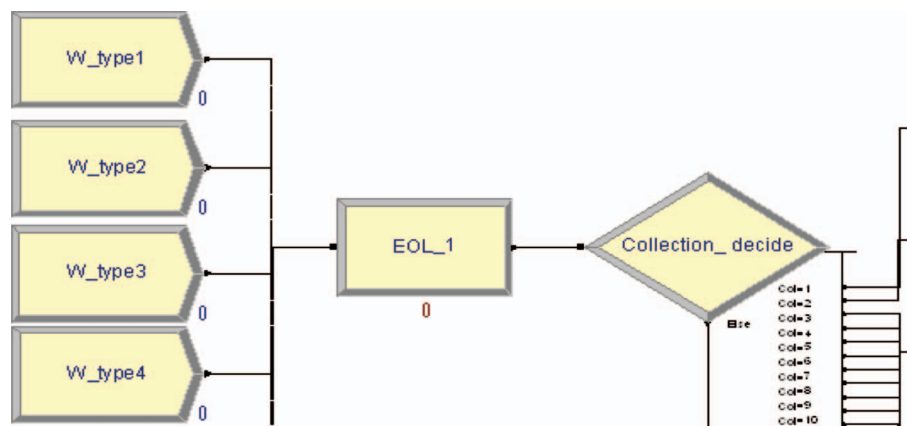 W_type1
0
W_type2
0
W_type3
0
W_type4
0
EOL_1
0
Collection_ decide
Else
Col=1
Col=2
Col=3
Col=4
Col=5
Col=6
Col=7
Col=8
Col=9
Col=10